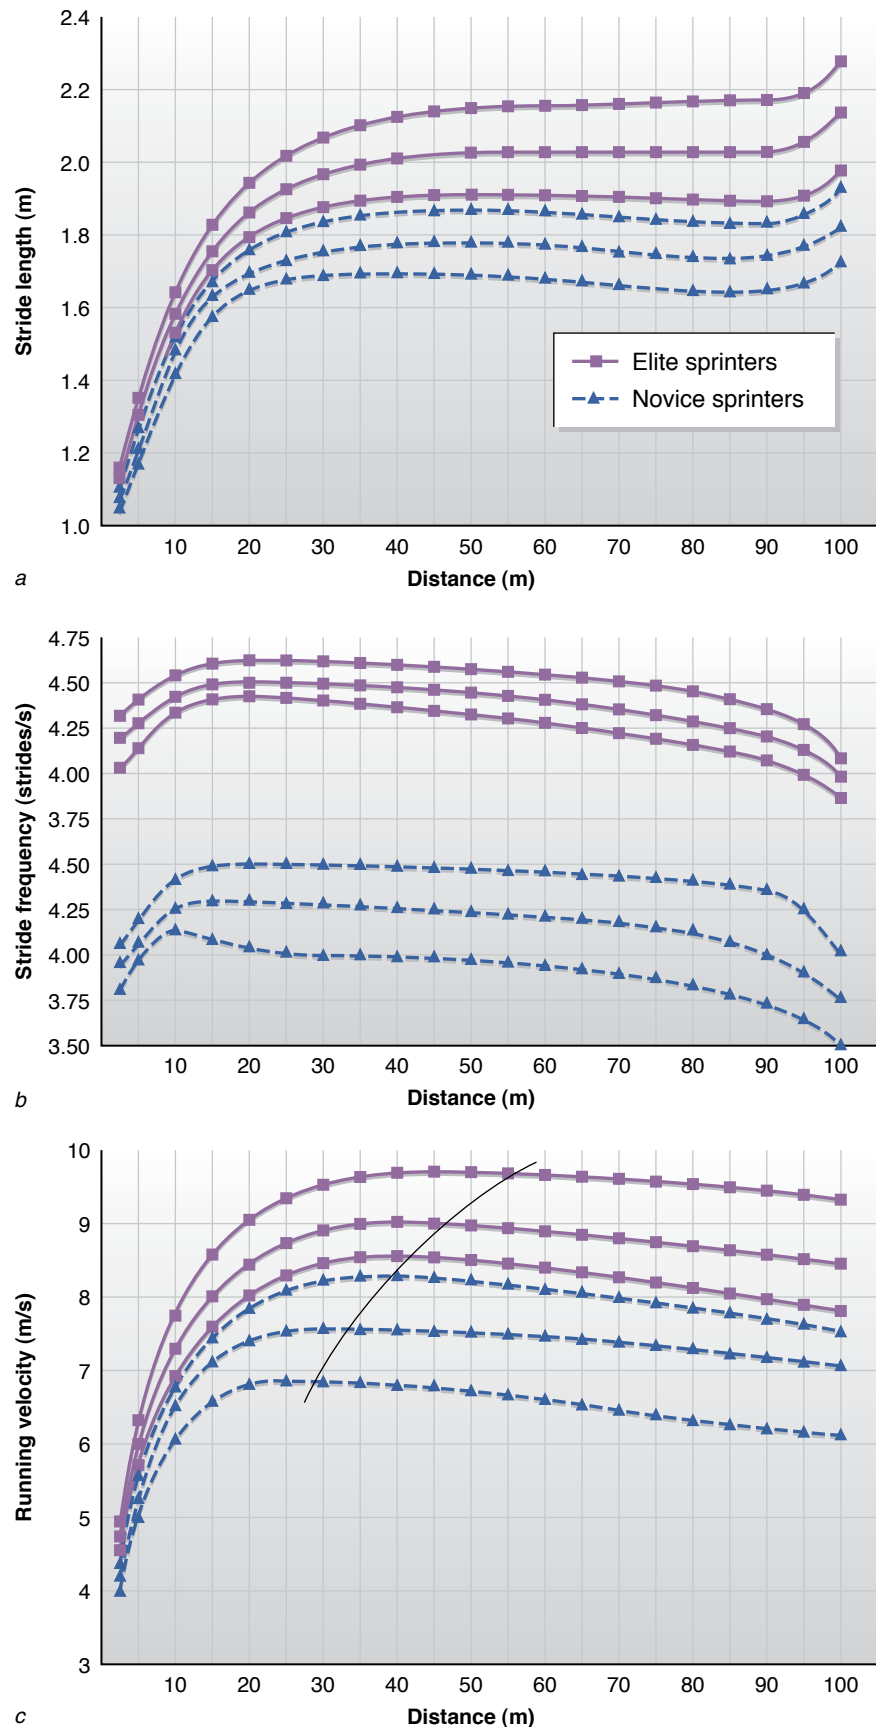 2.4
2.2
2.0
1.8
1.6
1.4
1.2
1.0
Stride length (m)
Elite sprinters
Novice sprinters
10 20 30 40 50 60 70 80 90 100
Distance (m)
a
4.75
4.50
4.25
4.00
3.75
4.50
4.25
4.00
3.75
3.50
Stride frequency (strides/s)
10 20 30 40 50 60 70 80 90 100
Distance (m)
b
10
9
8
7
6
5
4
3
Running velocity (m/s)
10 20 30 40 50 60 70 80 90 100
Distance (m)
c